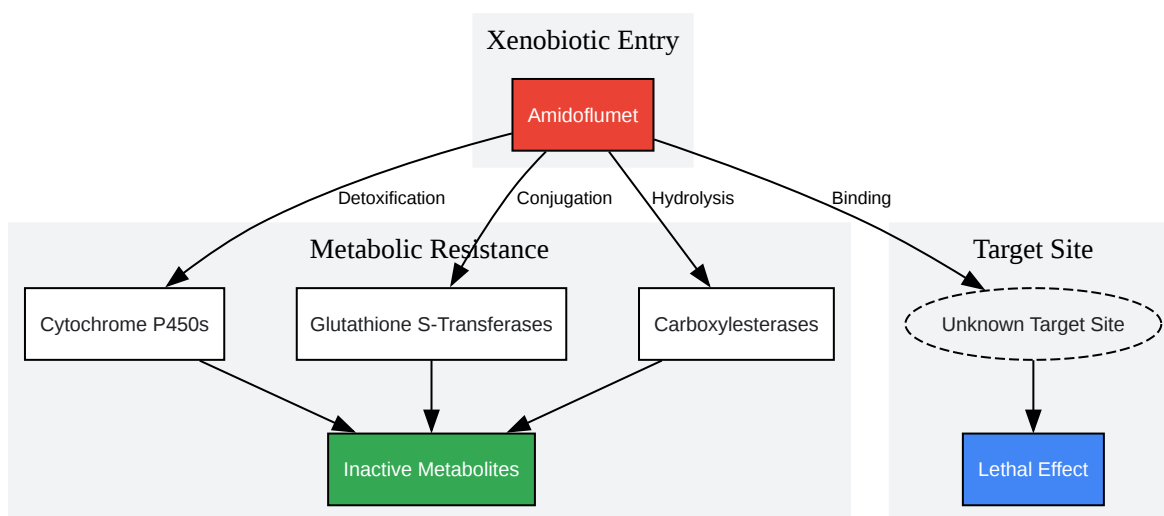 Xenobiotic Entry
Amidoflumet
Detoxification
Conjugation
Hydrolysis
Binding
Metabolic Resistance
Target Site
Cytochrome P450s
Glutathione S-Transferases
Carboxylesterases
Unknown Target Site
Inactive Metabolites
Lethal Effect